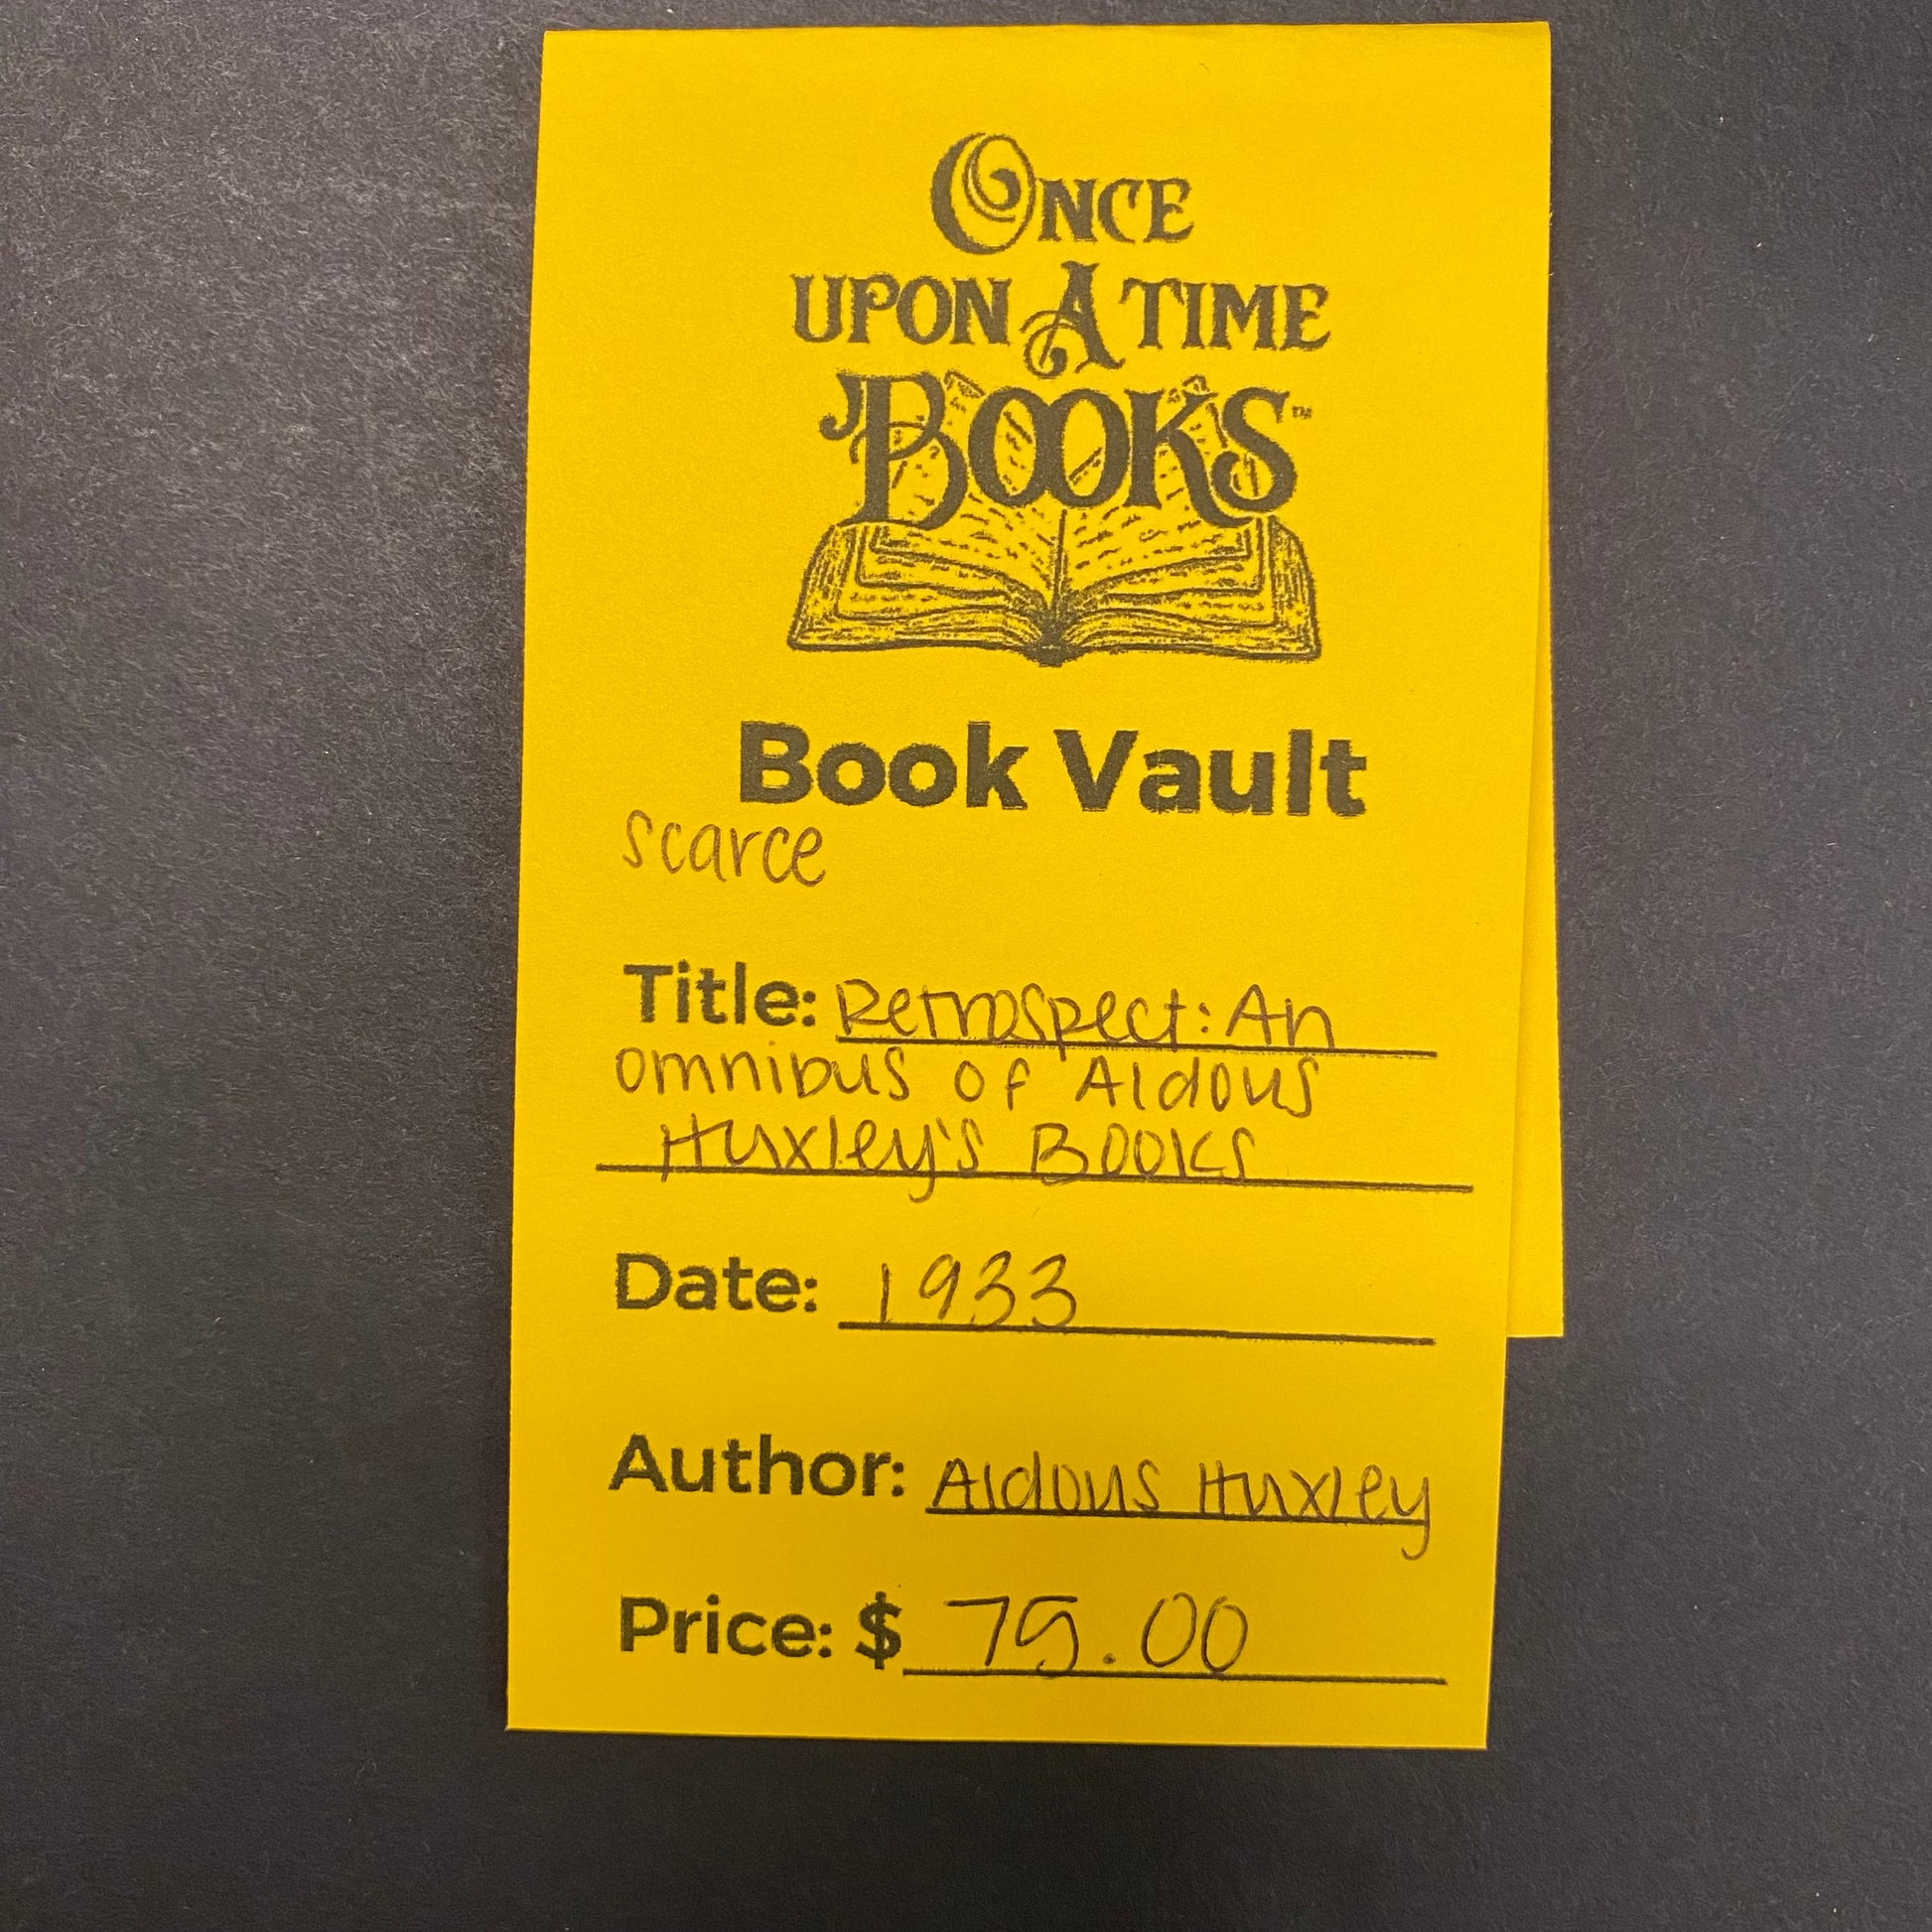 ONCE
UPON A TIME
BOOKS™
Book Vault
scarce
Title: Retrospect: An
omnibus of Aldous
Huxley's Books
Date: 1933
Author: Aldous Huxley
Price: $ 75.00